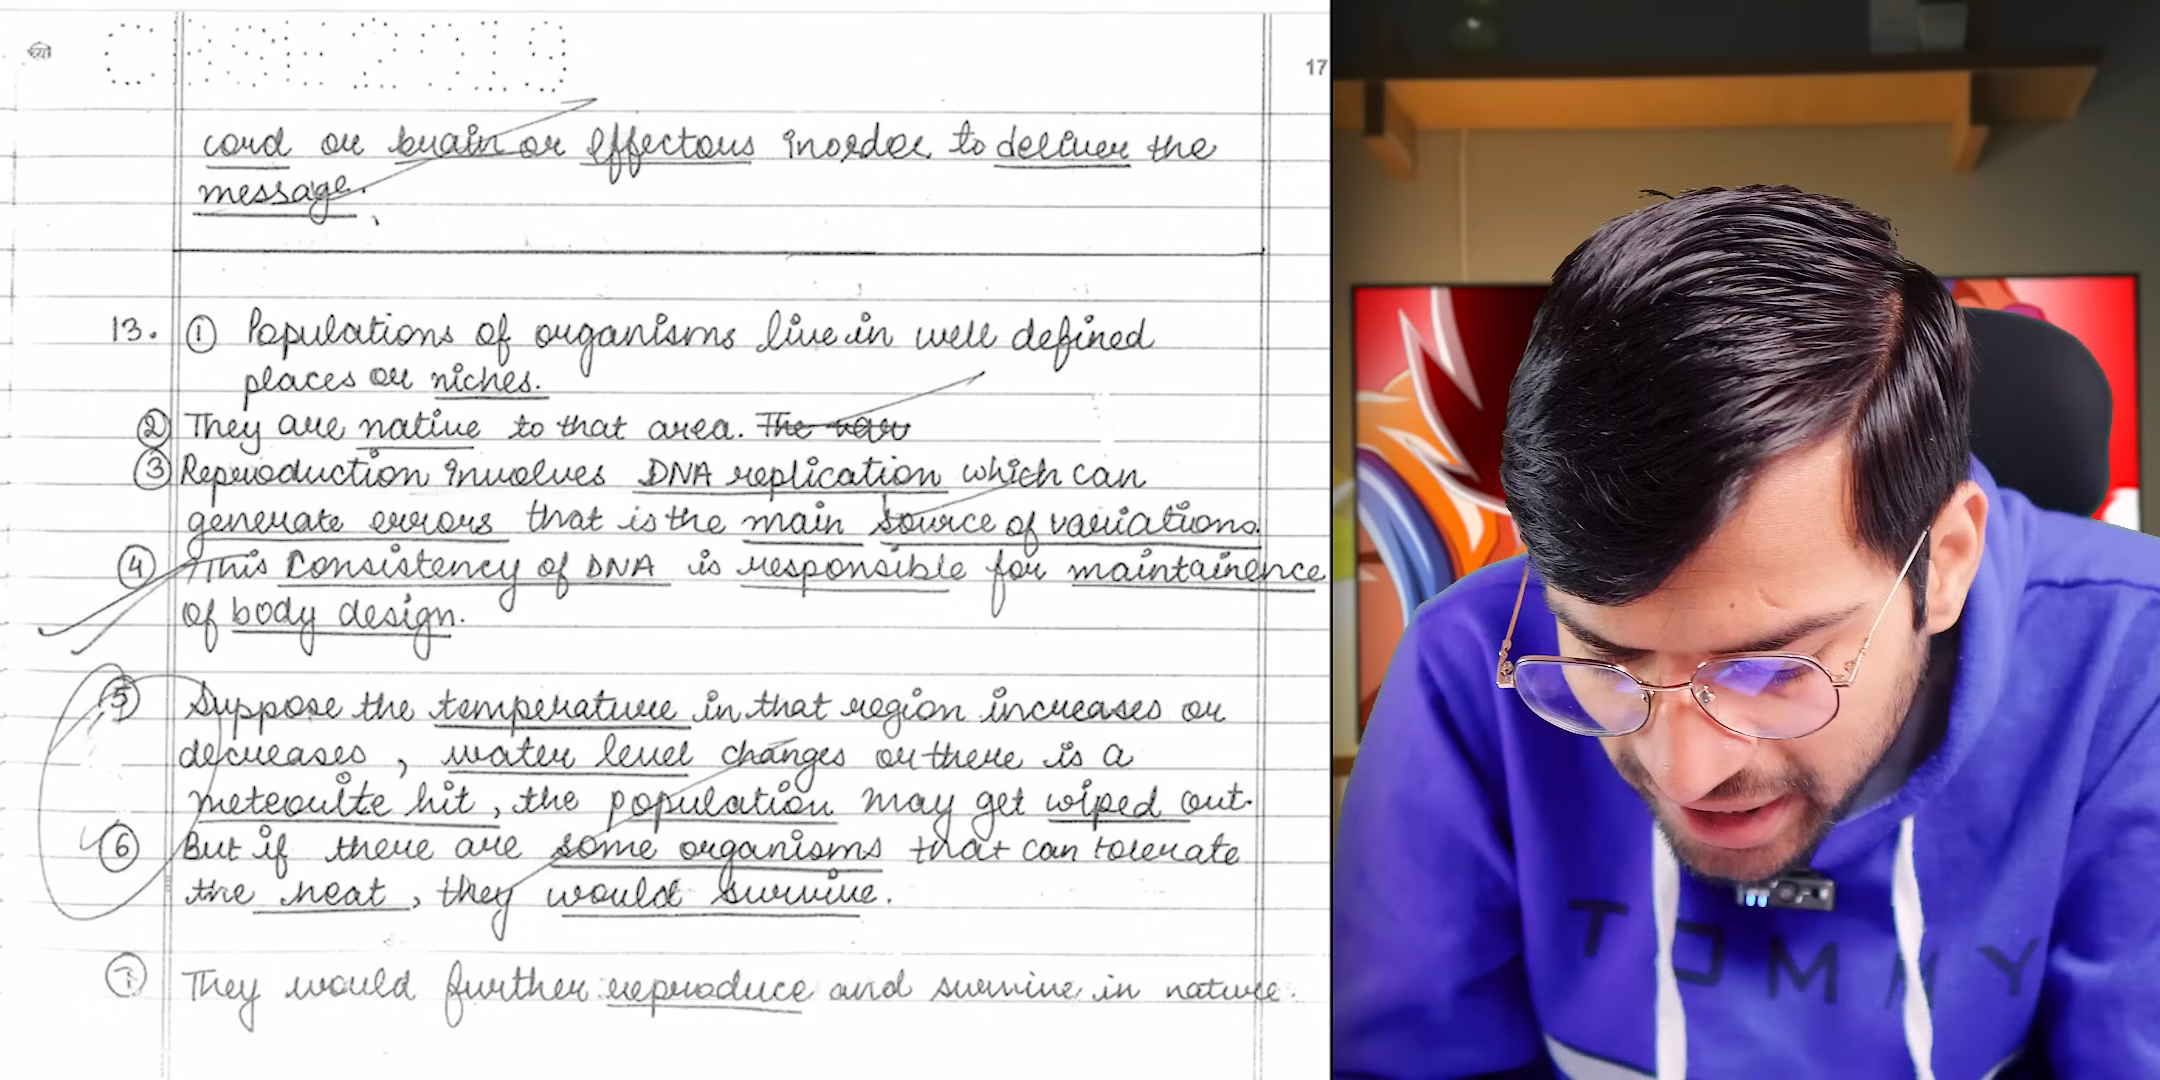 CBSE 2019
17
cord or brain or effectors inorder to deliver the
message.
13. ① Populations of organisms live in well defined
places or niches.
② They are native to that area. The var
③ Reproduction involves DNA replication which can
generate errors that is the main source of variations.
④ This consistency of DNA is responsible for maintainence
of body design.
⑤ Suppose the temperature in that region increases or
decreases, water level changes or there is a
meteorite hit, the population may get wiped out.
⑥ But if there are some organisms that can tolerate
the heat, they would survive.
⑦ They would further reproduce and survive in nature.
TOMMY